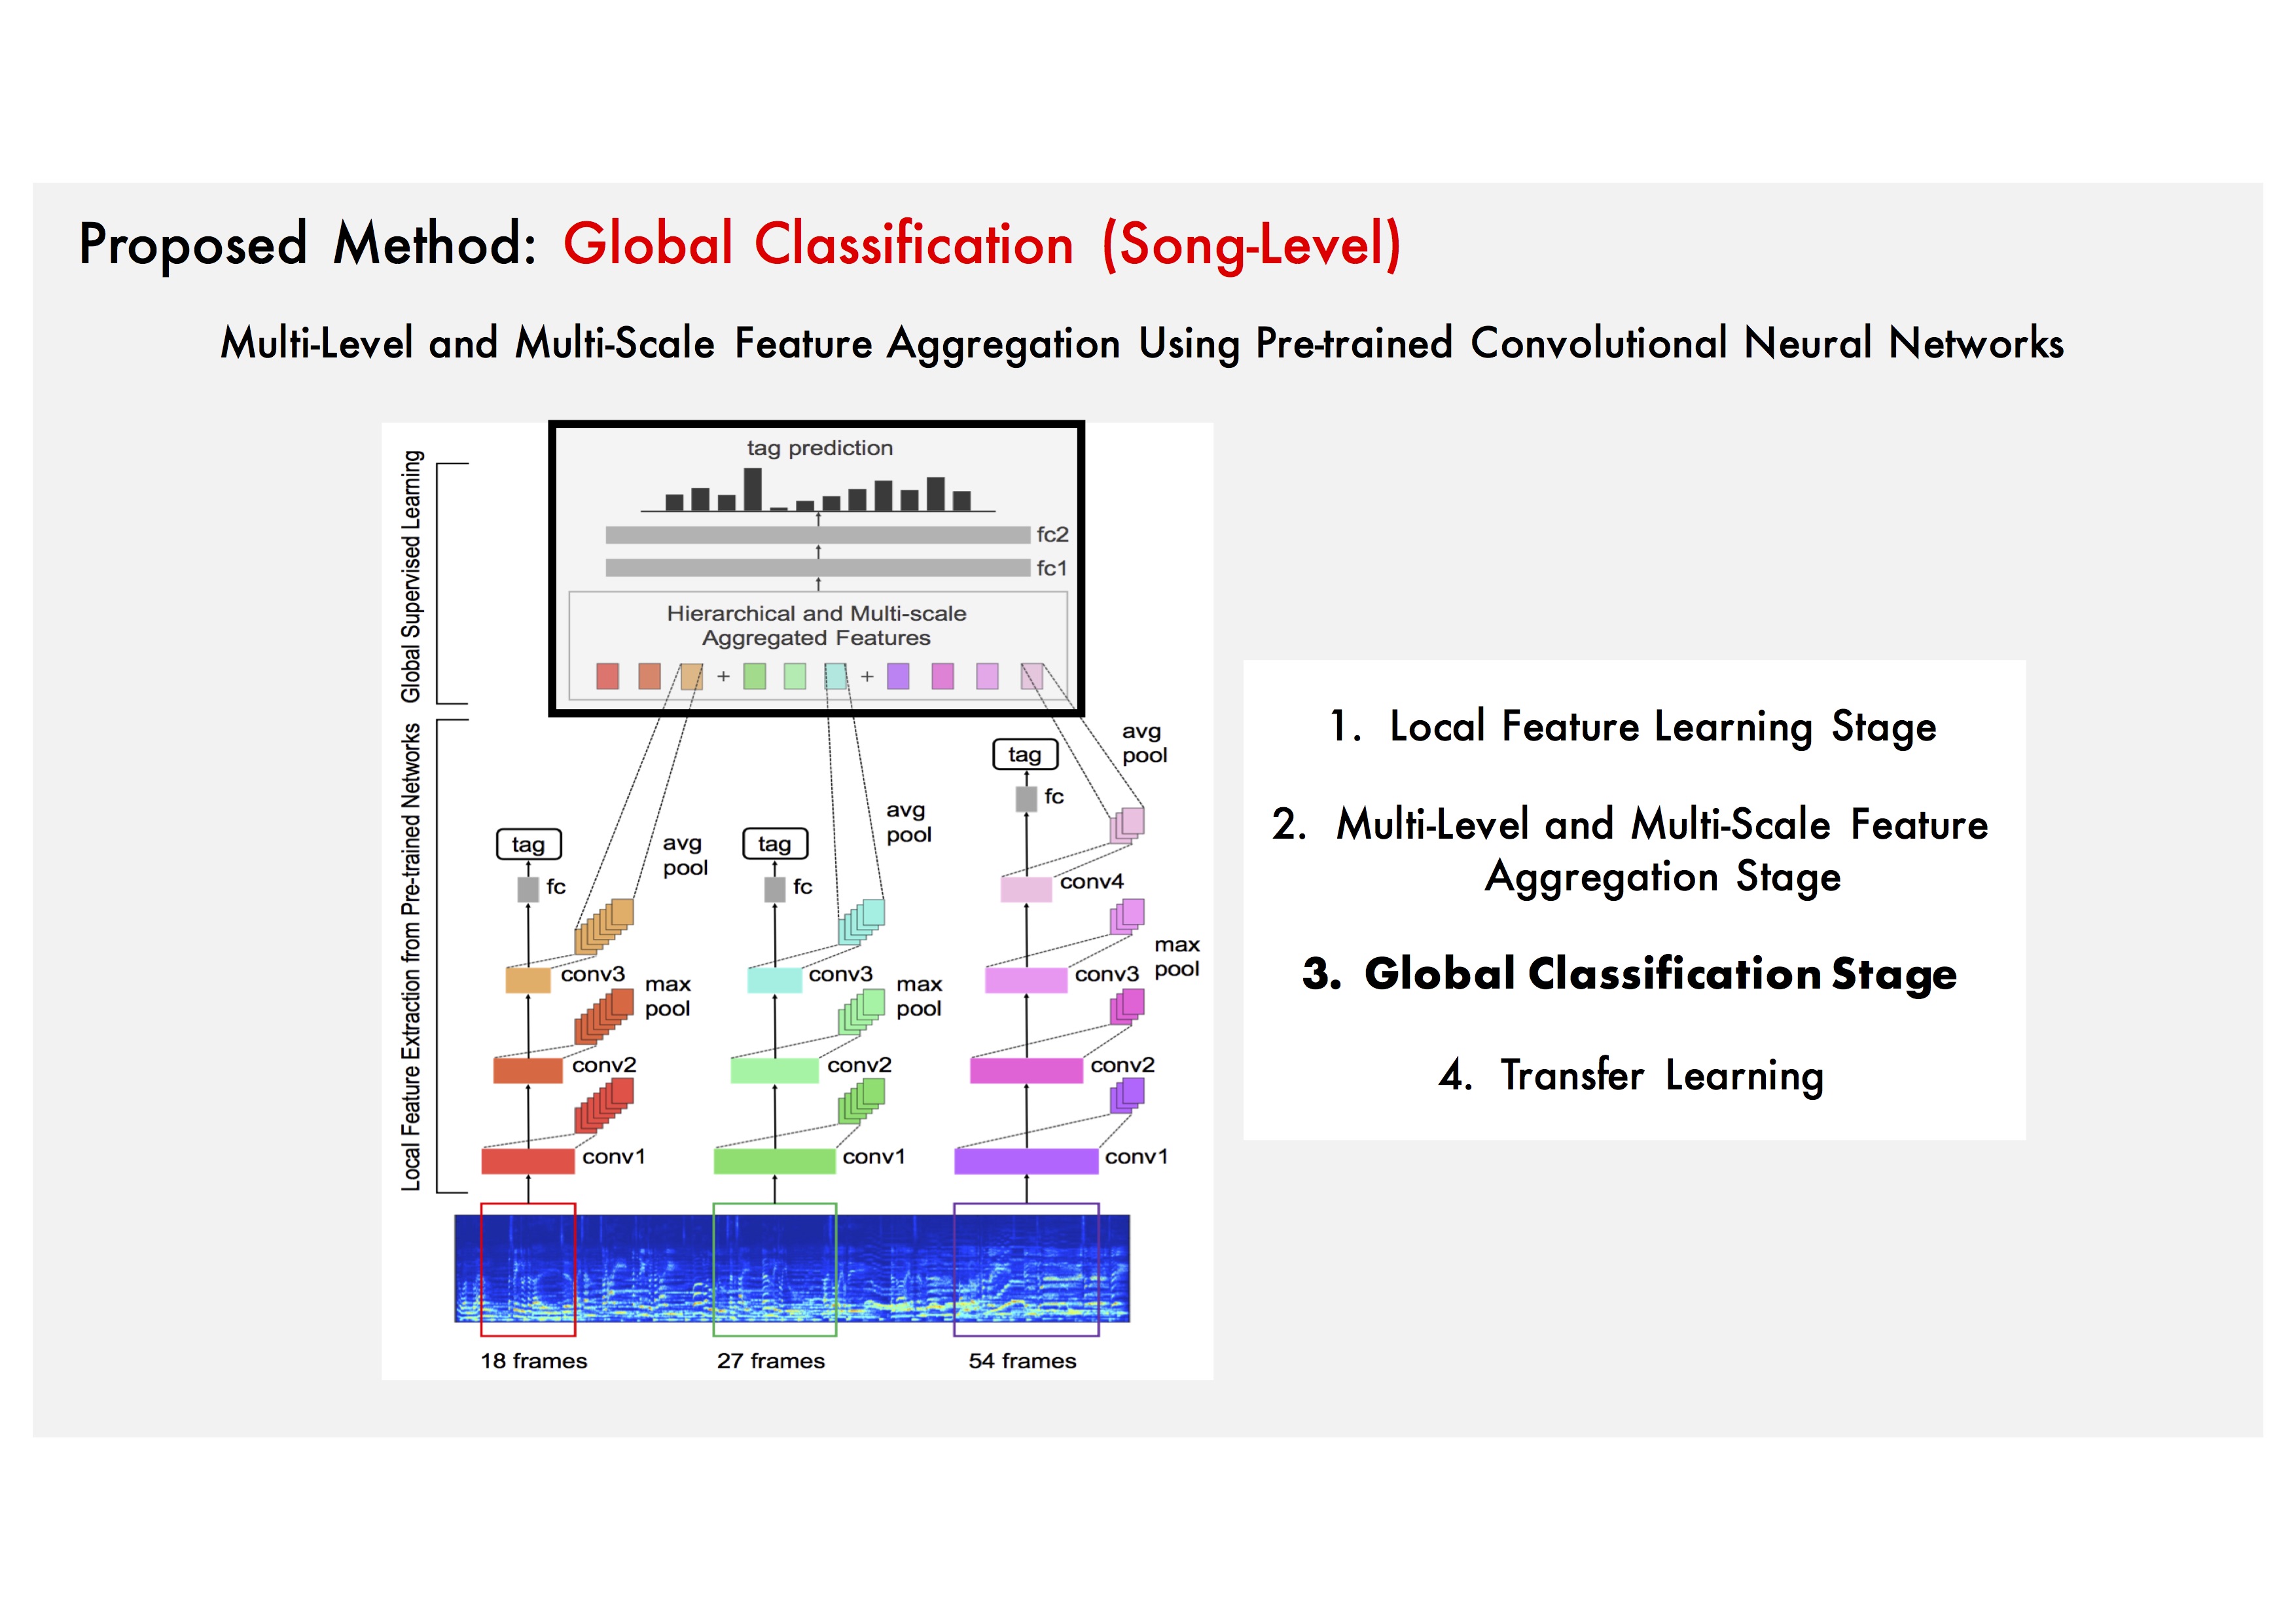 Proposed Method: Global Classification (Song-Level)
Multi-Level and Multi-Scale Feature Aggregation Using Pre-trained Convolutional Neural Networks
Global Supervised Learning
tag prediction
fc2
fc1
Hierarchical and Multi-scale
Aggregated Features
+ +
Local Feature Extraction from Pre-trained Networks
tag
fc
avg
pool
conv3
max
pool
conv2
conv1
18 frames
tag
fc
avg
pool
conv3
max
pool
conv2
conv1
27 frames
tag
fc
avg
pool
conv4
conv3
max
pool
conv2
conv1
54 frames
1. Local Feature Learning Stage
2. Multi-Level and Multi-Scale Feature
Aggregation Stage
3. Global Classification Stage
4. Transfer Learning